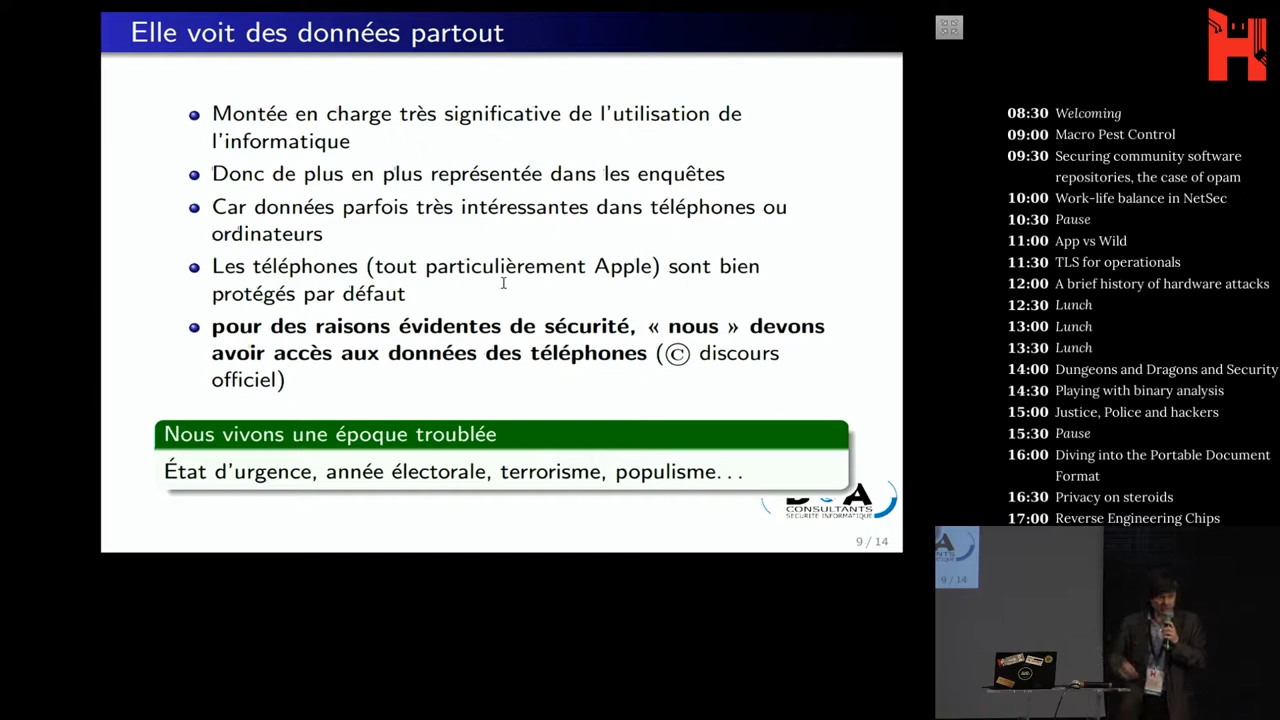 Elle voit des données partout
Montée en charge très significative de l'utilisation de
l'informatique
Donc de plus en plus représentée dans les enquêtes
Car données parfois très intéressantes dans téléphones ou
ordinateurs
Les téléphones (tout particulièrement Apple) sont bien
protégés par défaut
pour des raisons évidentes de sécurité, « nous » devons
avoir accès aux données des téléphones (© discours
officiel)
Nous vivons une époque troublée
État d'urgence, année électorale, terrorisme, populisme...
CONSULTANTS
SECURITE INFORMATIQUE
9 / 14
08:30 Welcoming
09:00 Macro Pest Control
09:30 Securing community software
repositories, the case of opam
10:00 Work-life balance in NetSec
10:30 Pause
11:00 App vs Wild
11:30 TLS for operationals
12:00 A brief history of hardware attacks
12:30 Lunch
13:00 Lunch
13:30 Lunch
14:00 Dungeons and Dragons and Security
14:30 Playing with binary analysis
15:00 Justice, Police and hackers
15:30 Pause
16:00 Diving into the Portable Document
Format
16:30 Privacy on steroids
17:00 Reverse Engineering Chips
A
9 / 14